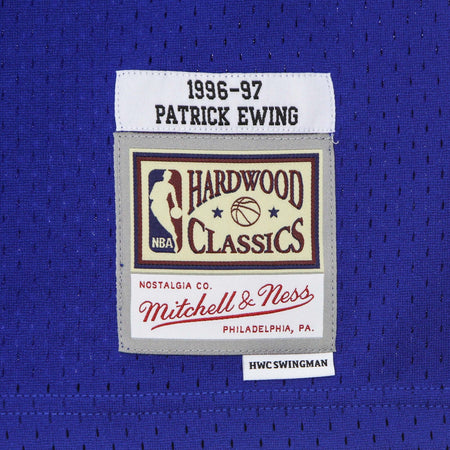 1996-97
PATRICK EWING
HARDWOOD
CLASSICS
NBA
NOSTALGIA CO.
Mitchell & Ness
PHILADELPHIA, PA.
HWC SWINGMAN